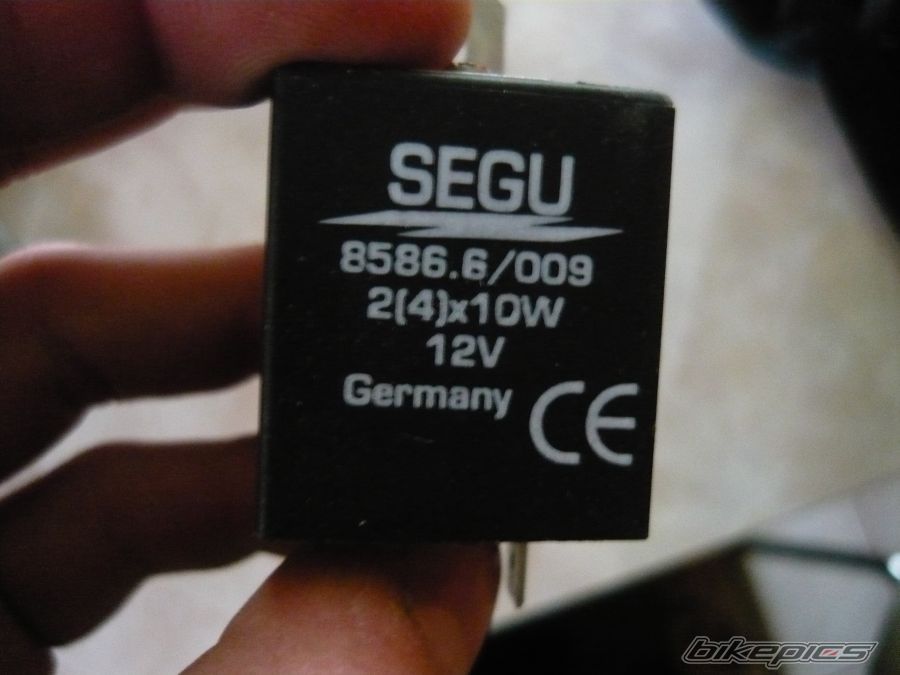 SEGU
8586.6/009
2(4)x10W
12V
Germany
CE
bikepics